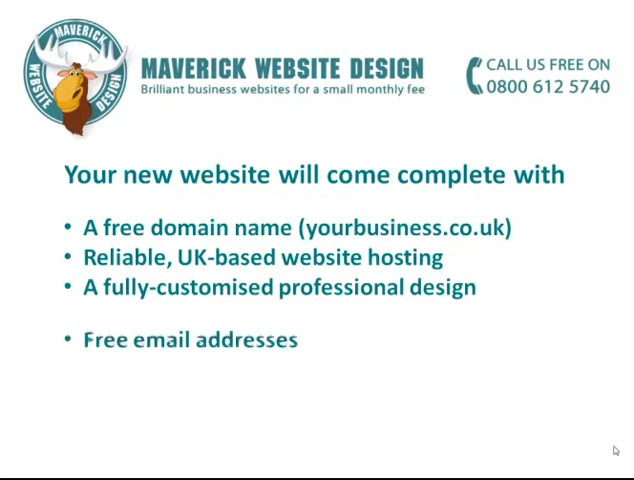 MAVERICK
WEBSITE
DESIGN
MAVERICK WEBSITE DESIGN
Brilliant business websites for a small monthly fee
CALL US FREE ON
0800 612 5740
Your new website will come complete with
• A free domain name (yourbusiness.co.uk)
• Reliable, UK-based website hosting
• A fully-customised professional design
• Free email addresses